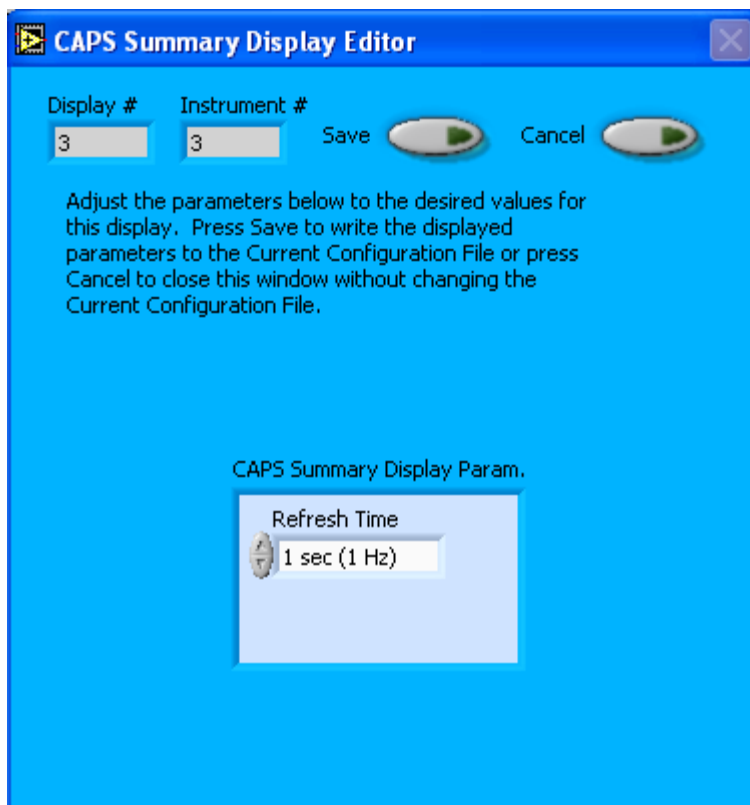 CAPS Summary Display Editor
Display #
Instrument #
3
3
Save
Cancel
Adjust the parameters below to the desired values for
this display.  Press Save to write the displayed
parameters to the Current Configuration File or press
Cancel to close this window without changing the
Current Configuration File.
CAPS Summary Display Param.
Refresh Time
1 sec (1 Hz)